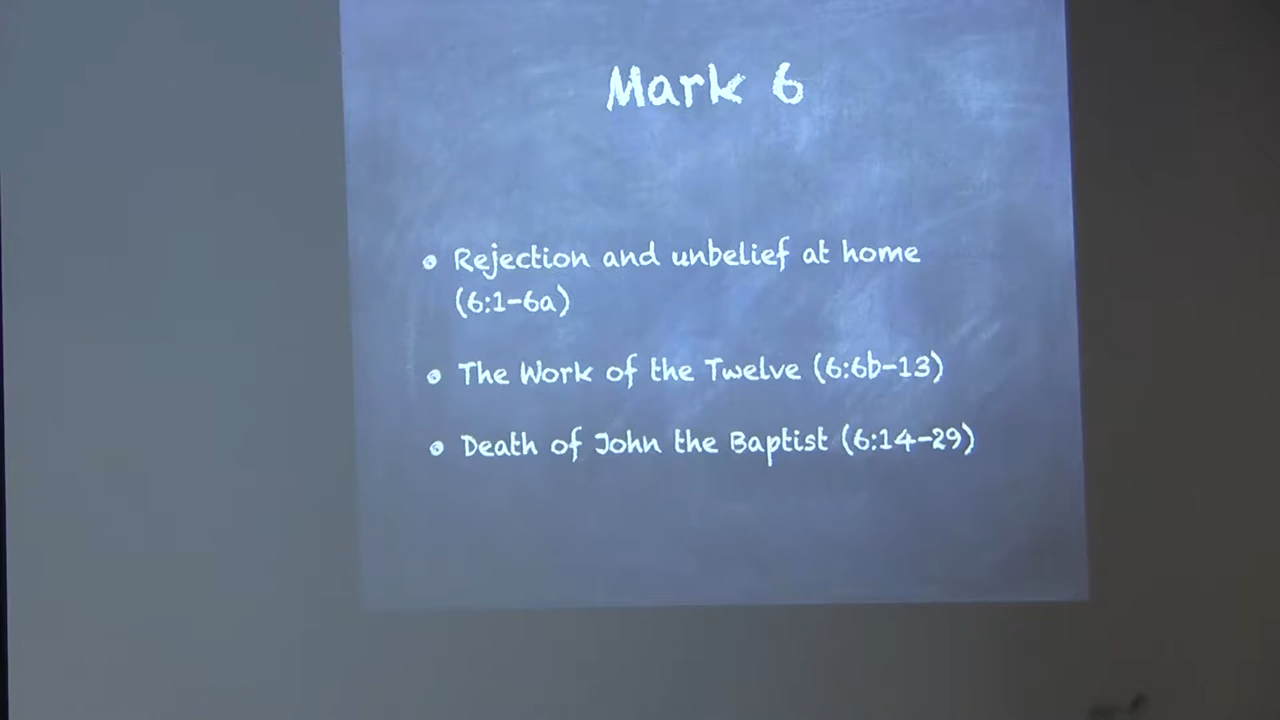 Mark 6
• Rejection and unbelief at home
(6:1-6a)
• The Work of the Twelve (6:6b-13)
• Death of John the Baptist (6:14-29)